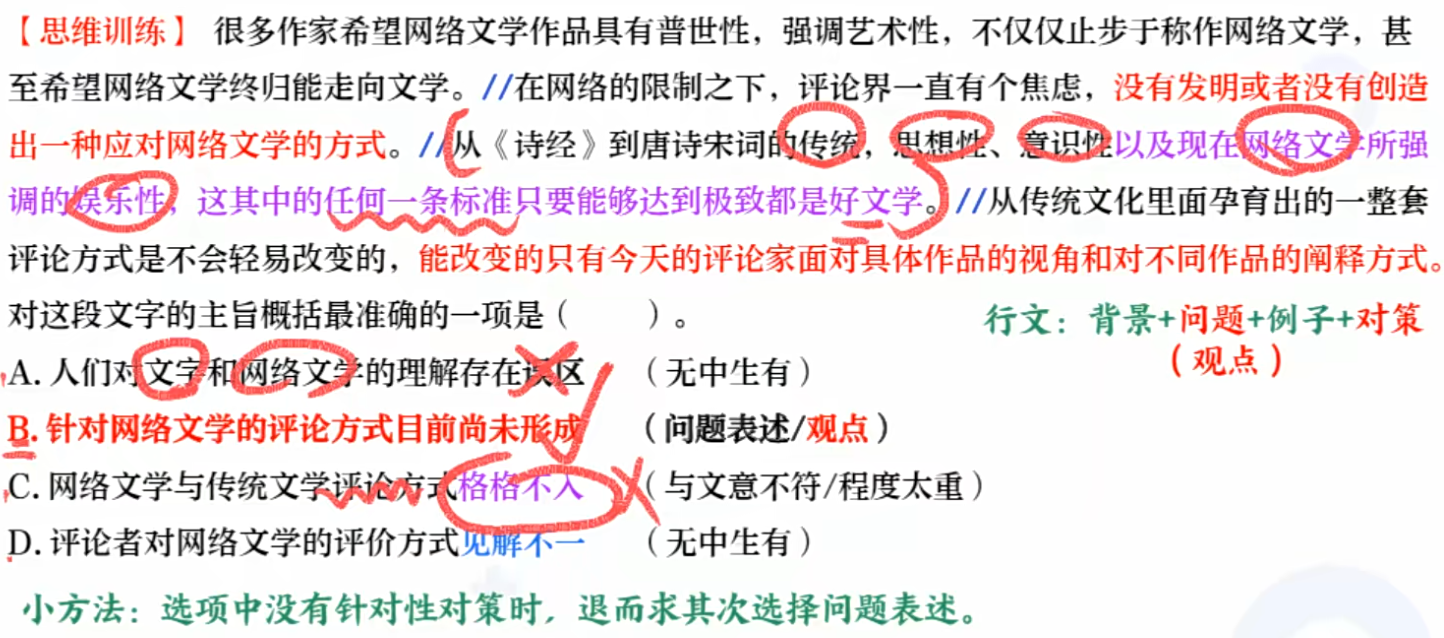 【思维训练】 很多作家希望网络文学作品具有普世性，强调艺术性，不仅仅止步于称作网络文学，甚
至希望网络文学终归能走向文学。//在网络的限制之下，评论界一直有个焦虑，没有发明或者没有创造
出一种应对网络文学的方式。//从《诗经》到唐诗宋词的传统，思想性、意识性以及现在网络文学所强
调的娱乐性，这其中的任何一条标准只要能够达到极致都是好文学。//从传统文化里面孕育出的一整套
评论方式是不会轻易改变的，能改变的只有今天的评论家面对具体作品的视角和对不同作品的阐释方式。
对这段文字的主旨概括最准确的一项是（　　）。
行文：背景+问题+例子+对策
（观点）
A. 人们对文字和网络文学的理解存在误区 （无中生有）
B. 针对网络文学的评论方式目前尚未形成 （问题表述/观点）
C. 网络文学与传统文学评论方式格格不入 （与文意不符/程度太重）
D. 评论者对网络文学的评价方式见解不一 （无中生有）
小方法：选项中没有针对性对策时，退而求其次选择问题表述。